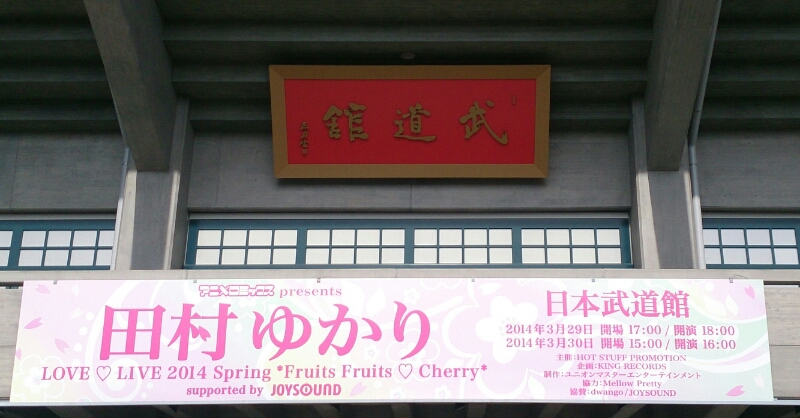 武道舘
アニメロミックス presents
田村ゆかり
LOVE ♡ LIVE 2014 Spring *Fruits Fruits ♡ Cherry*
supported by JOYSOUND
日本武道館
2014年3月29日 開場 17:00 / 開演 18:00
2014年3月30日 開場 15:00 / 開演 16:00
主催:HOT STUFF PROMOTION
企画:KING RECORDS
制作:ユニオンマスターエンターテインメント
協力:Mellow Pretty
協賛:dwango/JOYSOUND